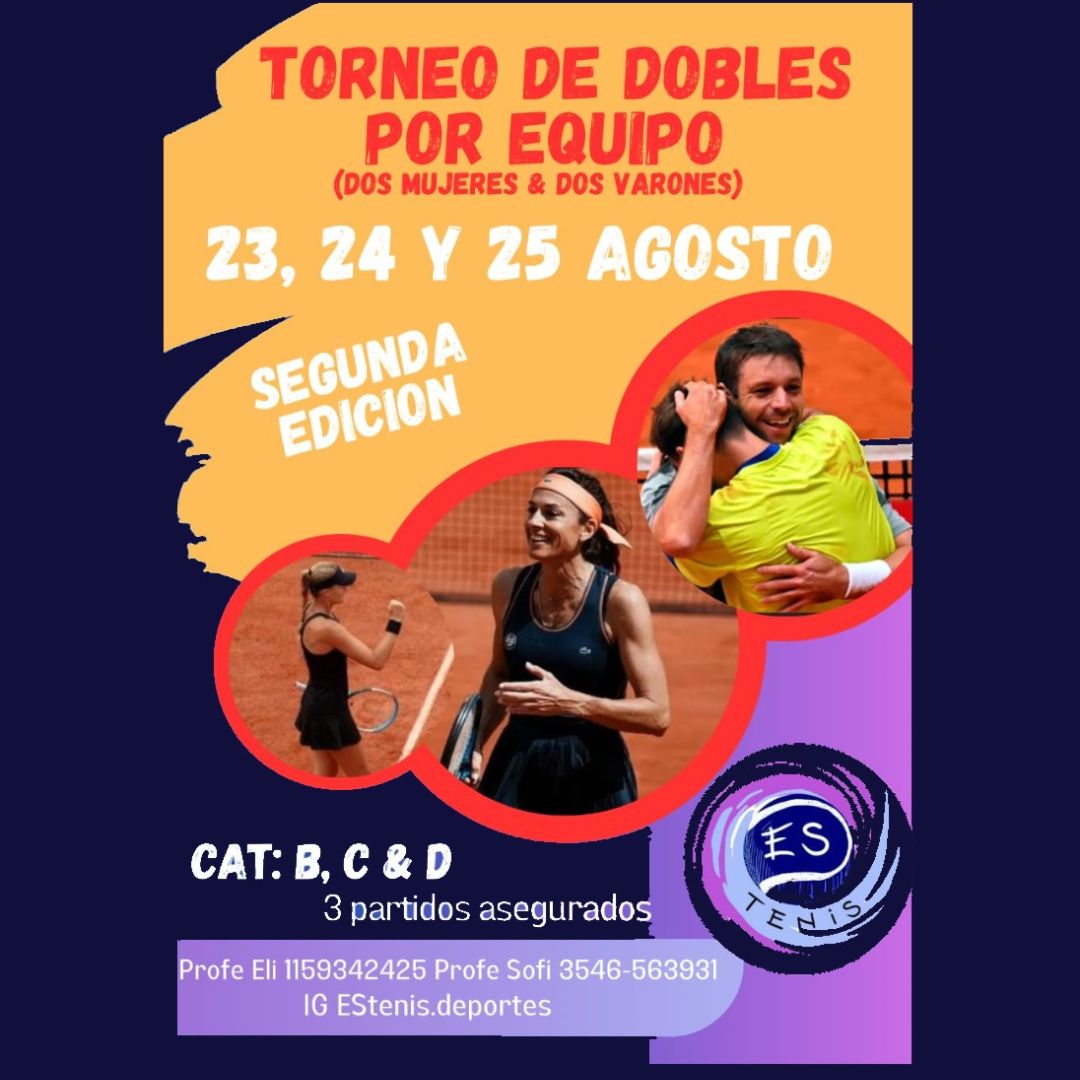 TORNEO DE DOBLES
POR EQUIPO
(DOS MUJERES & DOS VARONES)
23, 24 Y 25 AGOSTO
SEGUNDA
EDICION
CAT: B, C & D
3 partidos asegurados
Profe Eli 1159342425 Profe Sofi 3546-563931
IG EStenis.deportes
ES
TENiS